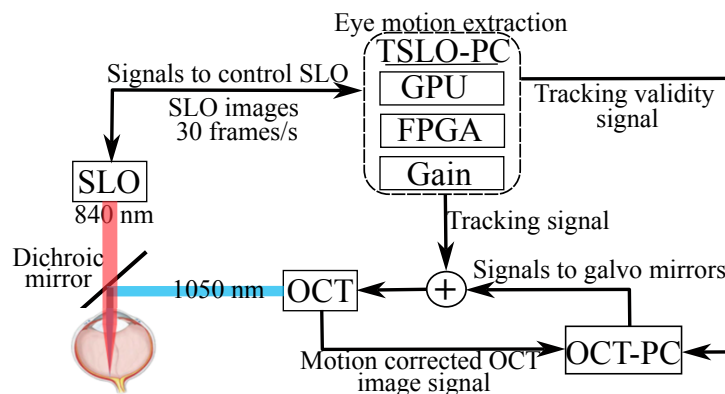 Eye motion extraction
TSLO-PC
GPU
FPGA
Gain
Signals to control SLO
SLO images
30 frames/s
Tracking validity
signal
SLO
840 nm
Tracking signal
Dichroic
mirror
1050 nm
OCT
+
Signals to galvo mirrors
OCT-PC
Motion corrected OCT
image signal